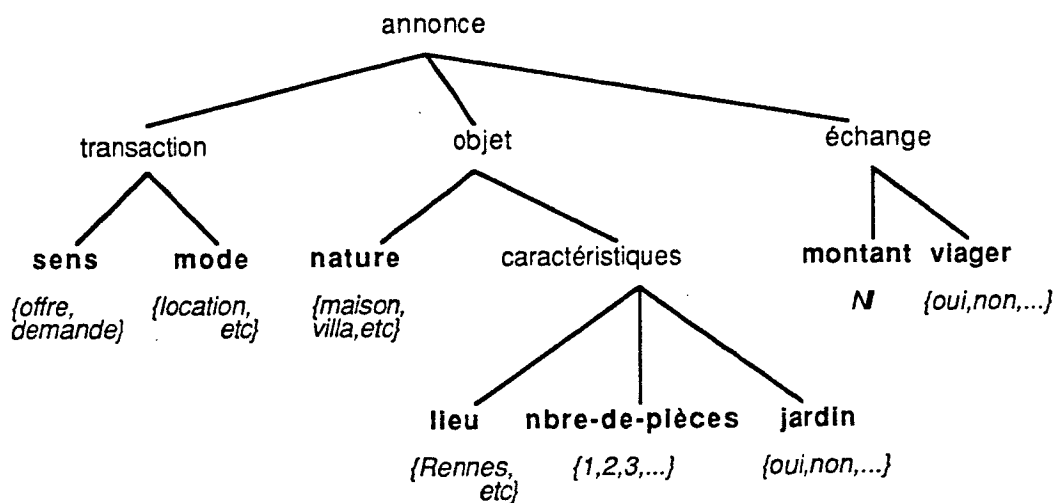 annonce
transaction objet échange
sens mode nature caractéristiques montant viager
{offre, {location, {maison, N {oui,non,...}
demande} etc} villa,etc}
lieu nbre-de-pièces jardin
{Rennes, {1,2,3,...} {oui,non,...}
etc}